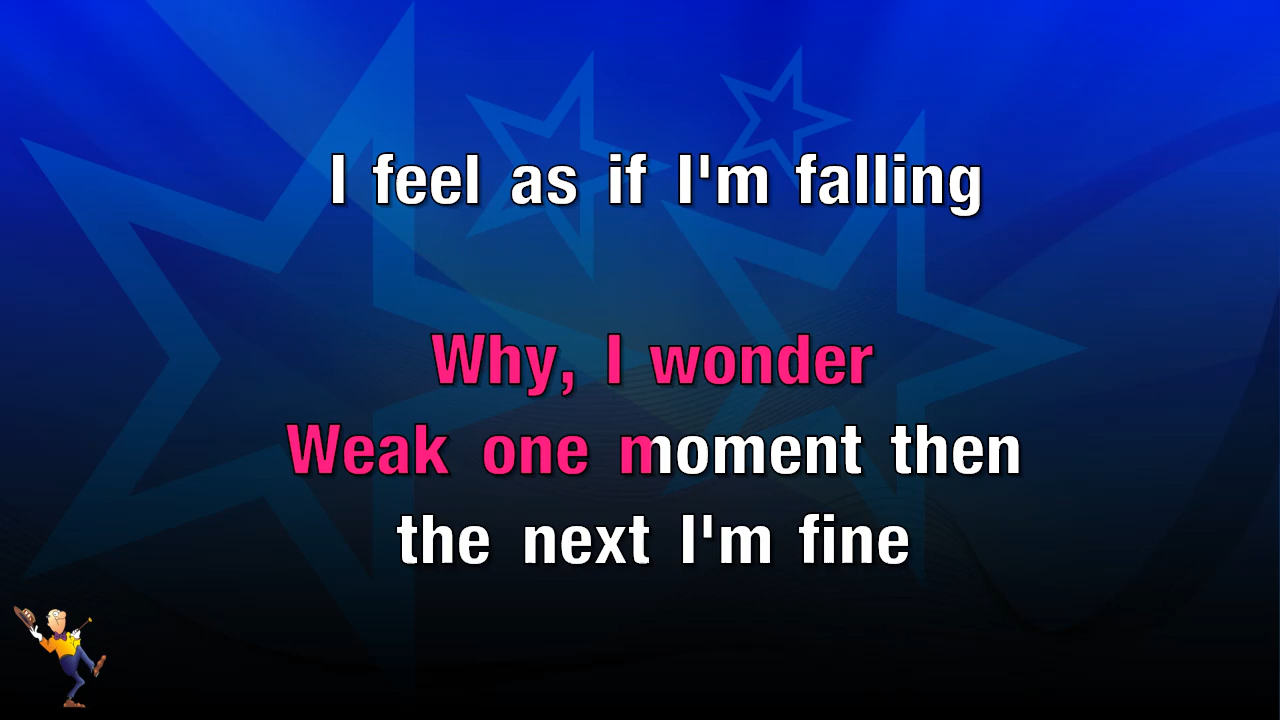 I feel as if I'm falling
Why, I wonder
Weak one moment then
the next I'm fine